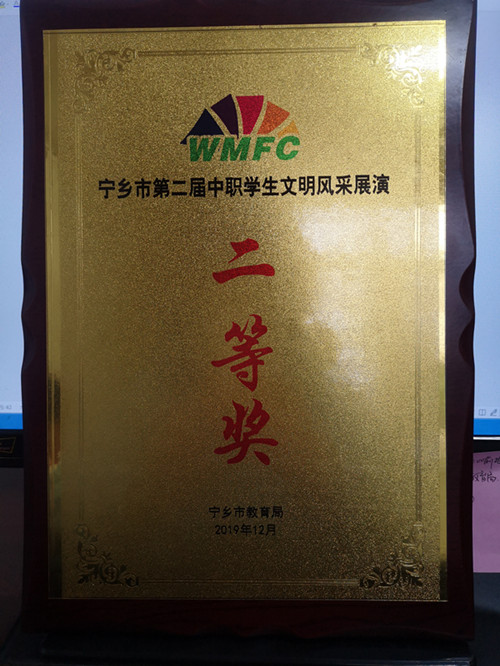 WMFC
宁乡市第二届中职学生文明风采展演
二
等
奖
宁乡市教育局
2019年12月